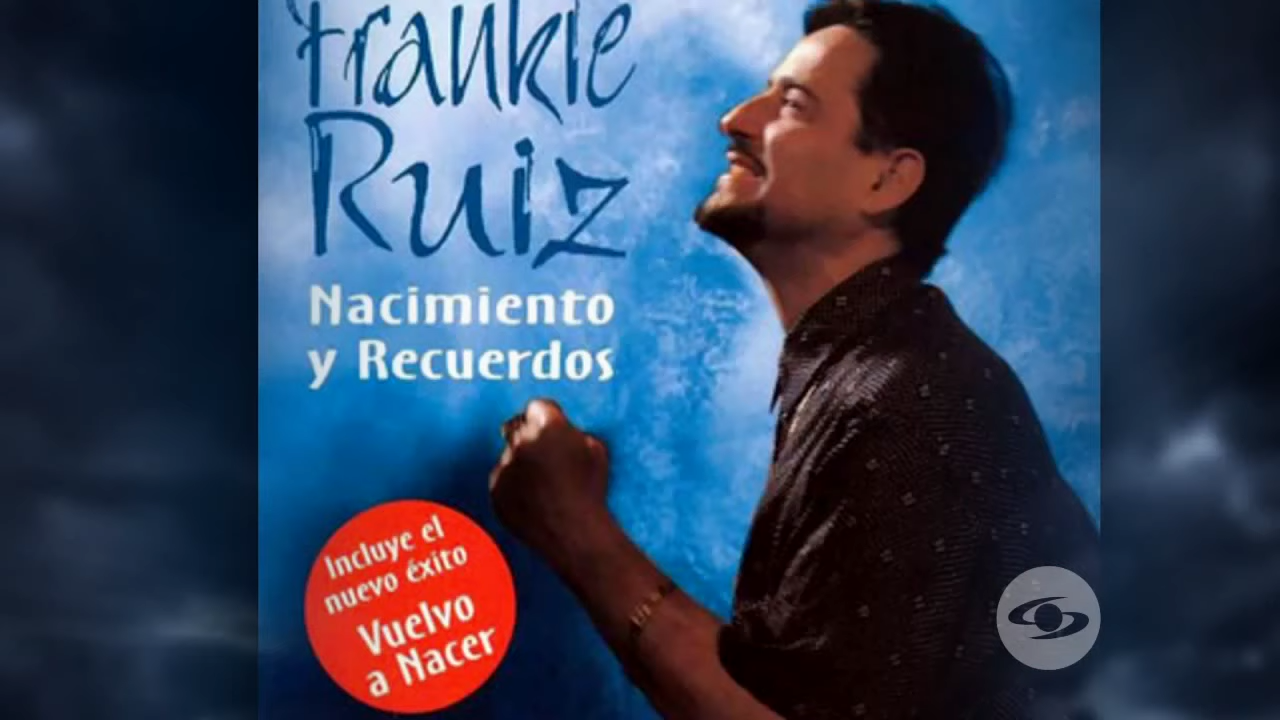 Frankie
Ruiz
Nacimiento
y Recuerdos
Incluye el
nuevo éxito
Vuelvo
a Nacer